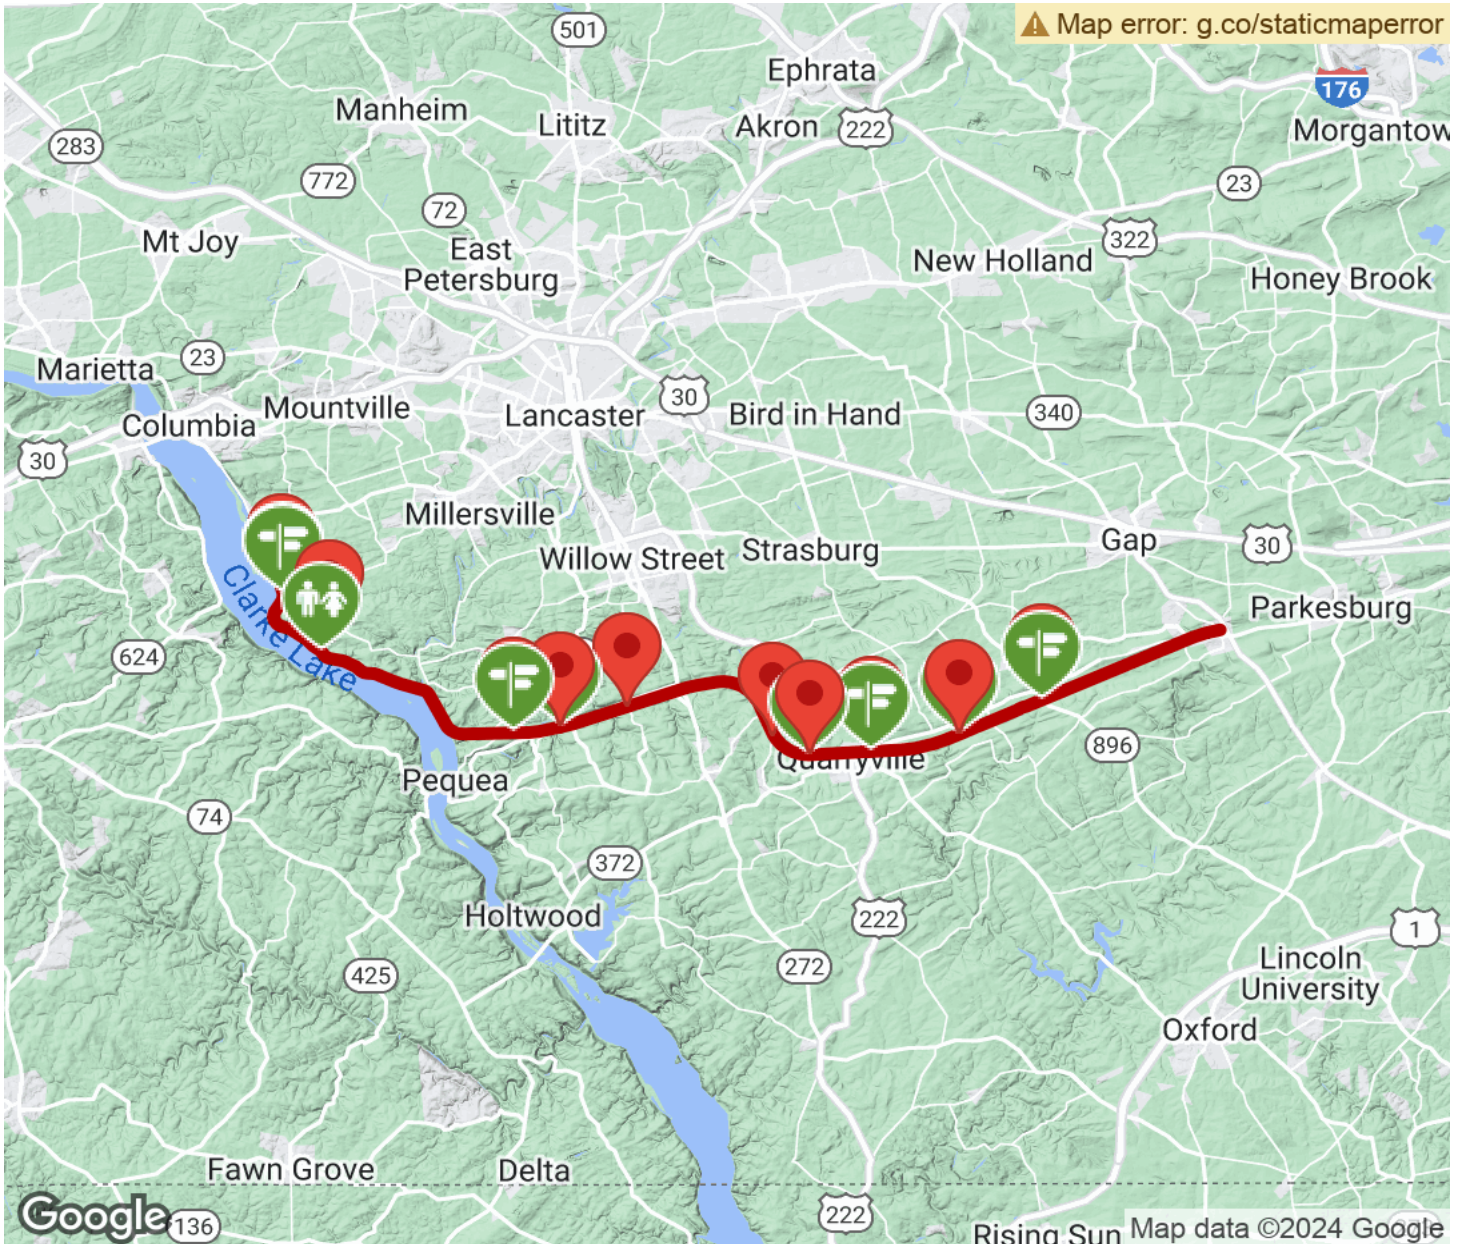 501
Map error: g.co/staticmaperror
Ephrata
176
Manheim
Lititz
Akron
222
Morgantow
283
772
72
23
Mt Joy
East
Petersburg
322
New Holland
Honey Brook
Marietta
23
Mountville
30
Lancaster
Bird in Hand
340
Columbia
30
Millersville
Willow Street
Strasburg
Gap
30
Clarke Lake
Parkesburg
624
896
Quarryville
Pequea
74
372
Holtwood
222
1
425
272
Lincoln
University
Oxford
Fawn Grove
Delta
Google
136
222
Rising Sun
Map data ©2024 Google